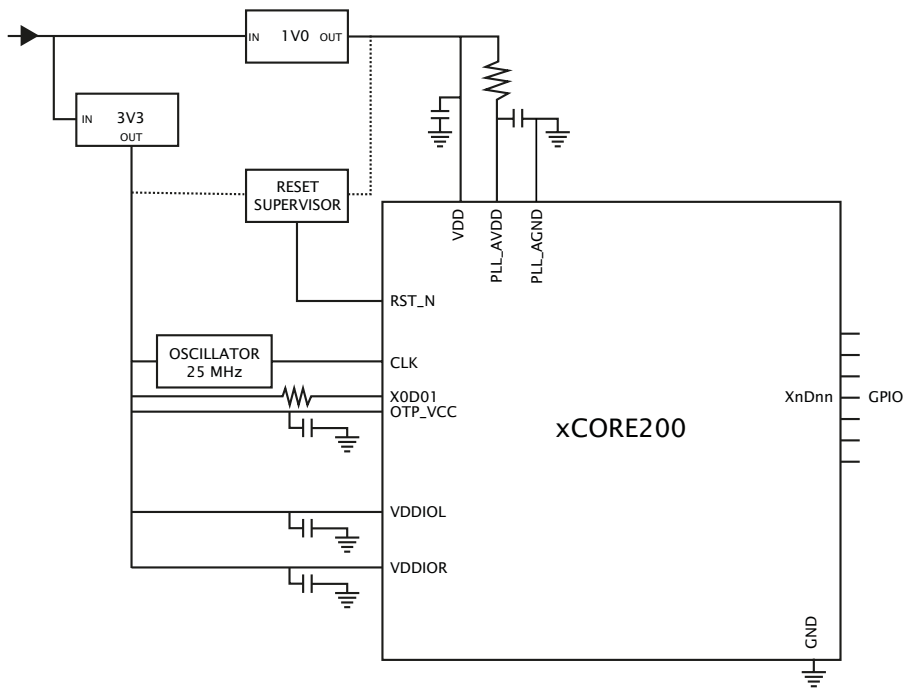 IN 1V0 OUT
IN 3V3
OUT
RESET
SUPERVISOR
VDD
PLL_AVDD
PLL_AGND
RST_N
OSCILLATOR
25 MHz
CLK
X0D01
OTP_VCC
XnDnn GPIO
xCORE200
VDDIOL
VDDIOR
GND